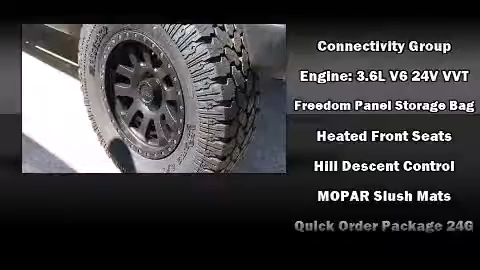 Connectivity Group
Engine: 3.6L V6 24V VVT
Freedom Panel Storage Bag
Heated Front Seats
Hill Descent Control
MOPAR Slush Mats
Quick Order Package 24G